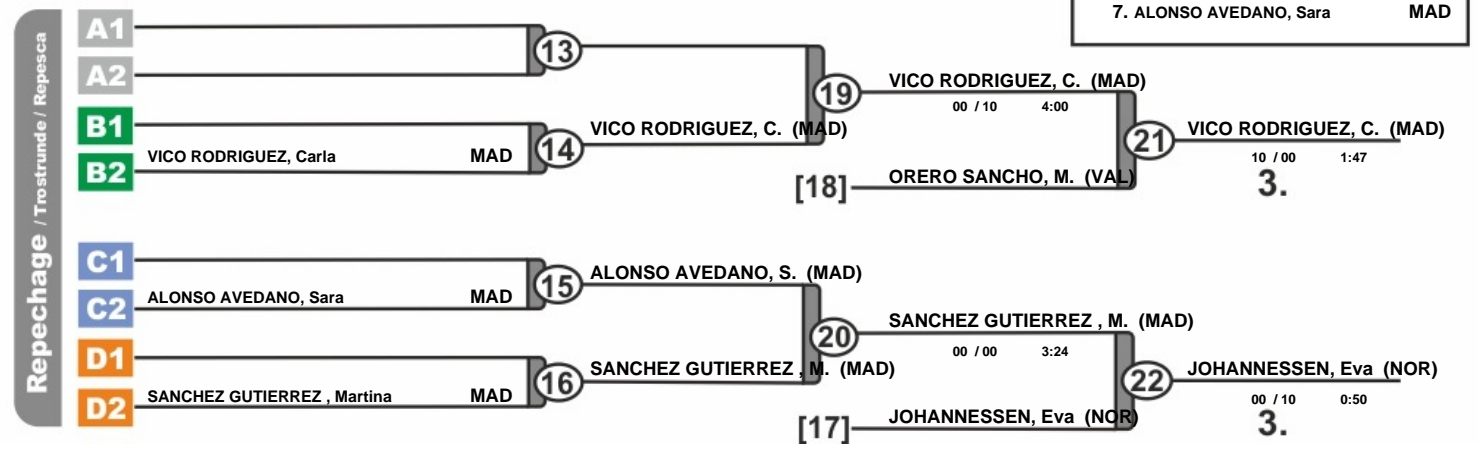 7. ALONSO AVEDANO, Sara MAD
Repechage / Trostrunde / Repesca
A1
13
A2
19
VICO RODRIGUEZ, C. (MAD)
00 / 10 4:00
B1
14
VICO RODRIGUEZ, C. (MAD)
B2 VICO RODRIGUEZ, Carla MAD
21
VICO RODRIGUEZ, C. (MAD)
10 / 00 1:47
3.
[18] ORERO SANCHO, M. (VAL)
C1
15
ALONSO AVEDANO, S. (MAD)
C2 ALONSO AVEDANO, Sara MAD
20
SANCHEZ GUTIERREZ , M. (MAD)
00 / 00 3:24
D1
16
SANCHEZ GUTIERREZ , M. (MAD)
D2 SANCHEZ GUTIERREZ , Martina MAD
22
JOHANNESSEN, Eva (NOR)
00 / 10 0:50
3.
[17] JOHANNESSEN, Eva (NOR)